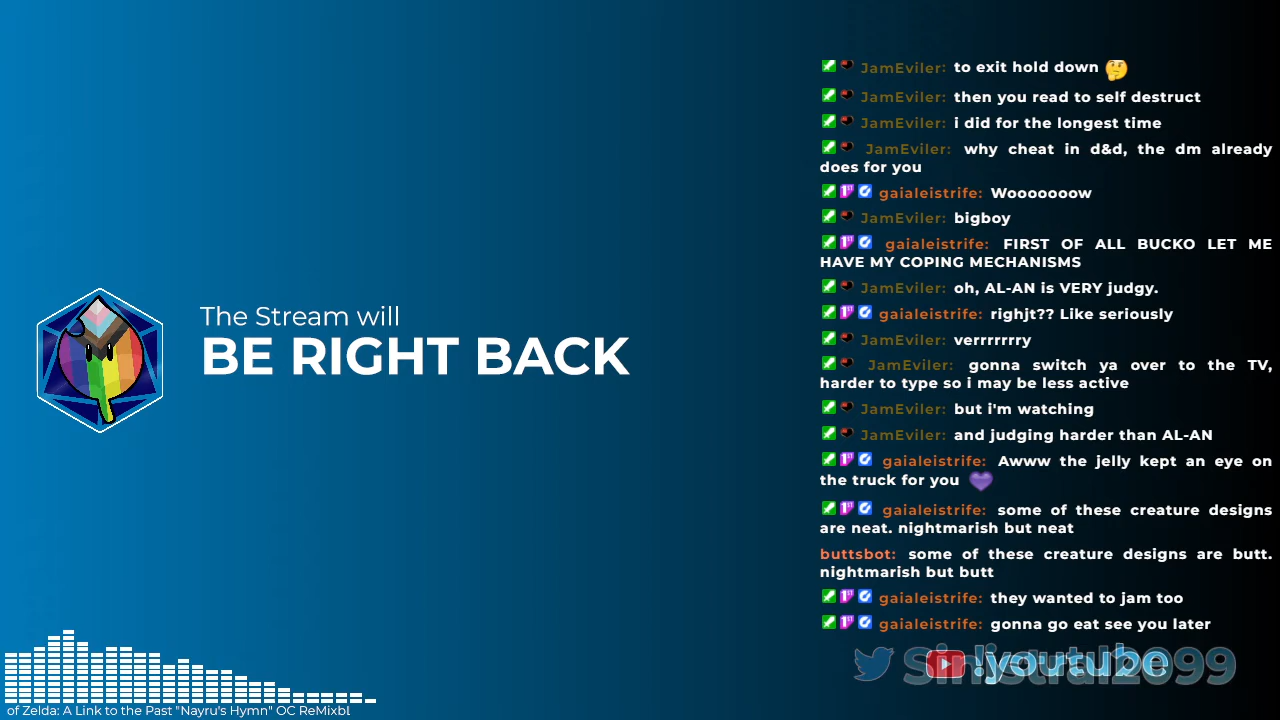 The Stream will
BE RIGHT BACK
JamEviler: to exit hold down
JamEviler: then you read to self destruct
JamEviler: i did for the longest time
JamEviler: why cheat in d&d, the dm already
does for you
gaialeistrife: Wooooooow
JamEviler: bigboy
gaialeistrife: FIRST OF ALL BUCKO LET ME
HAVE MY COPING MECHANISMS
JamEviler: oh, AL-AN is VERY judgy.
gaialeistrife: righjt?? Like seriously
JamEviler: verrrrrrry
JamEviler: gonna switch ya over to the TV,
harder to type so i may be less active
JamEviler: but i'm watching
JamEviler: and judging harder than AL-AN
gaialeistrife: Awww the jelly kept an eye on
the truck for you
gaialeistrife: some of these creature designs
are neat. nightmarish but neat
buttsbot: some of these creature designs are butt.
nightmarish but butt
gaialeistrife: they wanted to jam too
gaialeistrife: gonna go eat see you later
!youtube
of Zelda: A Link to the Past "Nayru's Hymn" OC ReMixbl